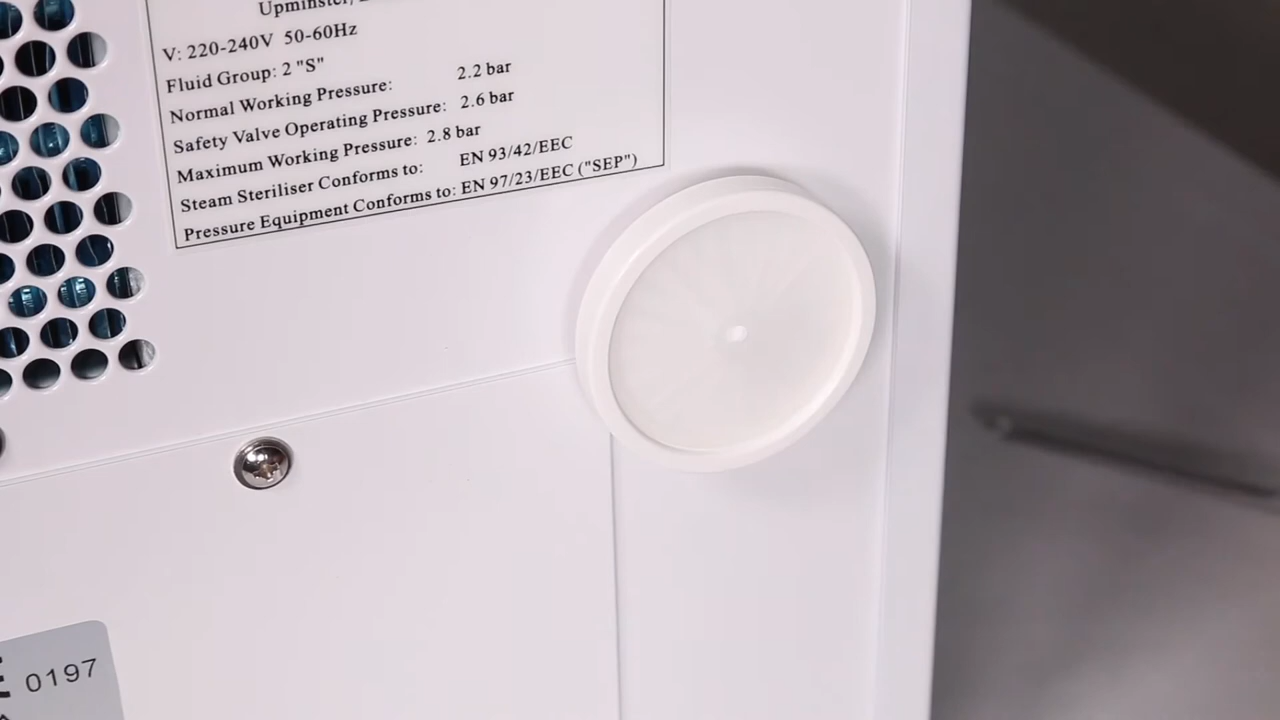 Upminster,
V: 220-240V 50-60Hz
Fluid Group: 2 "S"
Normal Working Pressure: 2.2 bar
Safety Valve Operating Pressure: 2.6 bar
Maximum Working Pressure: 2.8 bar
Steam Steriliser Conforms to: EN 93/42/EEC
Pressure Equipment Conforms to: EN 97/23/EEC ("SEP")
0197